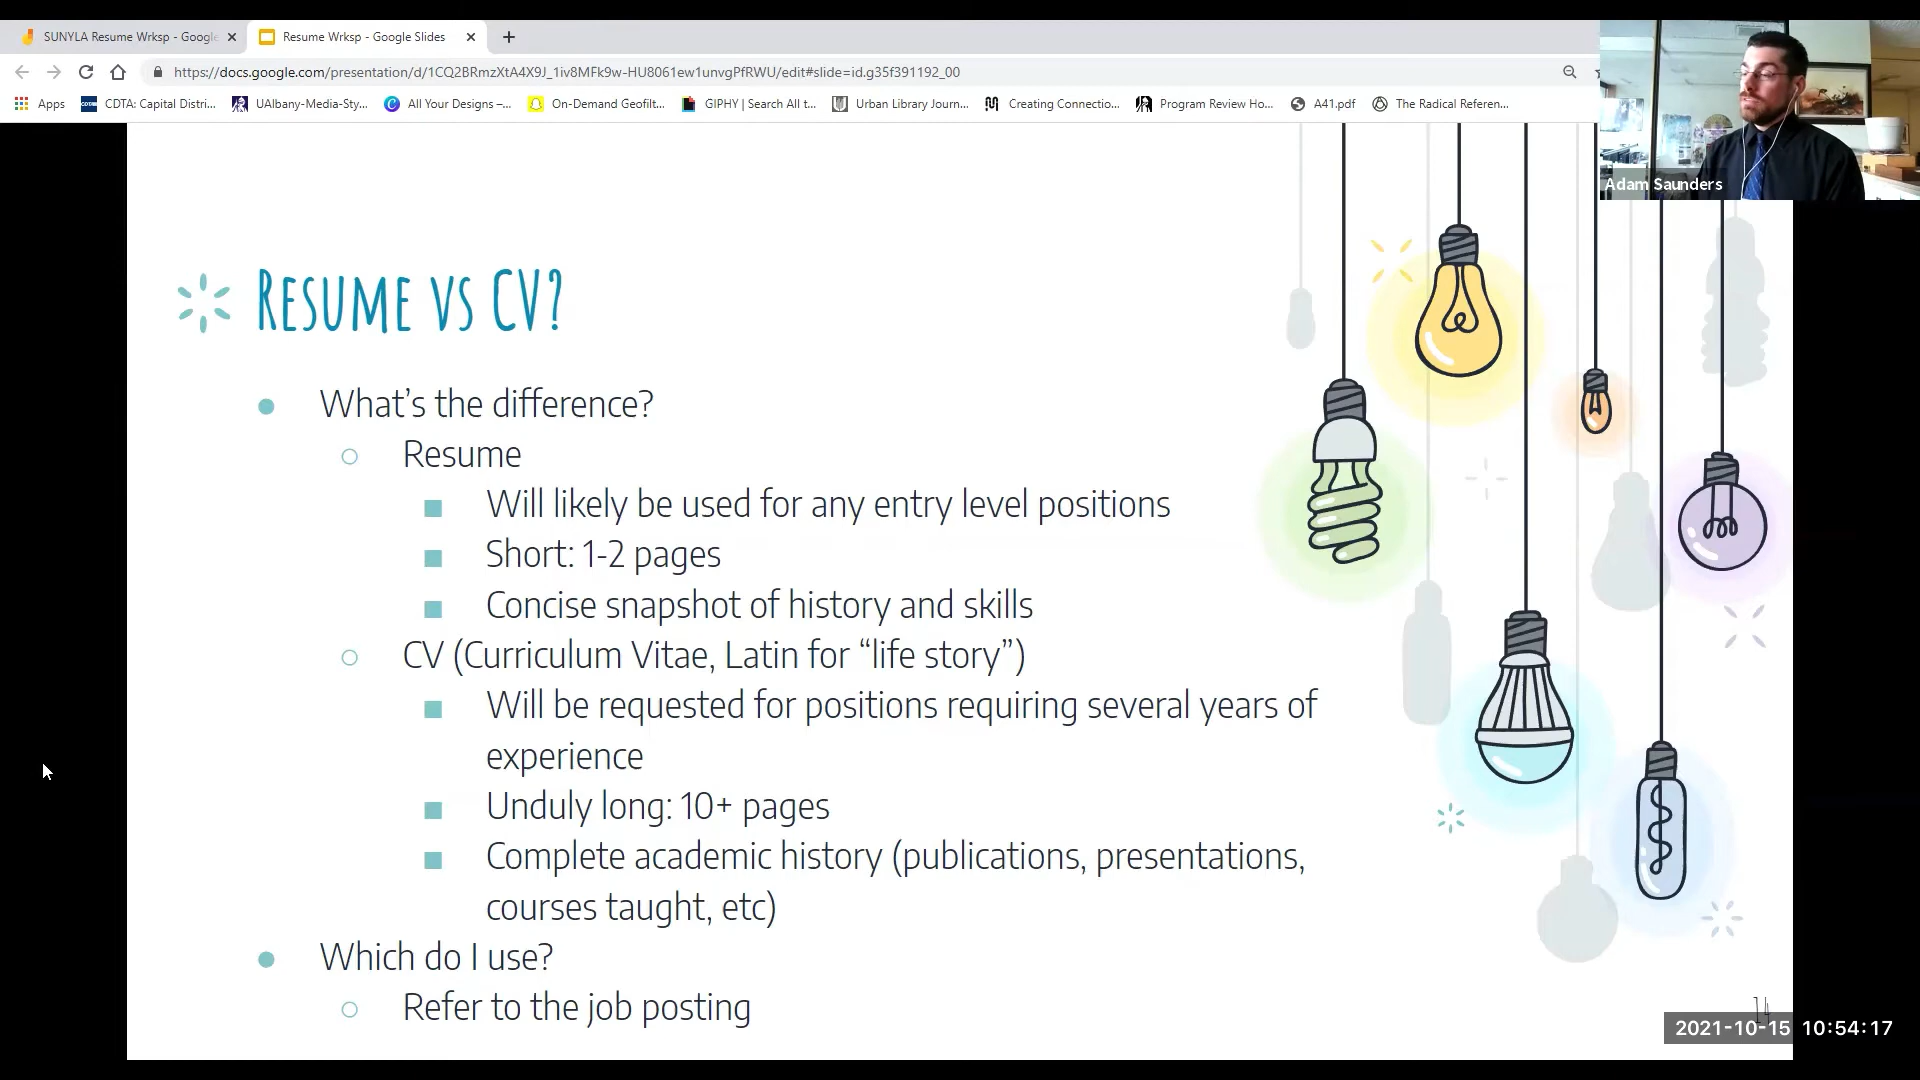 SUNYLA Resume Wrksp - Google
Resume Wrksp - Google Slides
https://docs.google.com/presentation/d/1CQ2BRmzXtA4X9J_1iv8MFk9w-HU8061ew1unvgPfRWU/edit#slide=id.g35f391192_00
Apps
CDTA: Capital Distri...
UAlbany-Media-Sty...
All Your Designs –...
On-Demand Geofilt...
GIPHY | Search All t...
Urban Library Journ...
Creating Connectio...
Program Review Ho...
A41.pdf
The Radical Referen...
Adam Saunders
Resume vs CV?
What’s the difference?
Resume
Will likely be used for any entry level positions
Short: 1-2 pages
Concise snapshot of history and skills
CV (Curriculum Vitae, Latin for “life story”)
Will be requested for positions requiring several years of
experience
Unduly long: 10+ pages
Complete academic history (publications, presentations,
courses taught, etc)
Which do I use?
Refer to the job posting
14
2021-10-15 10:54:17